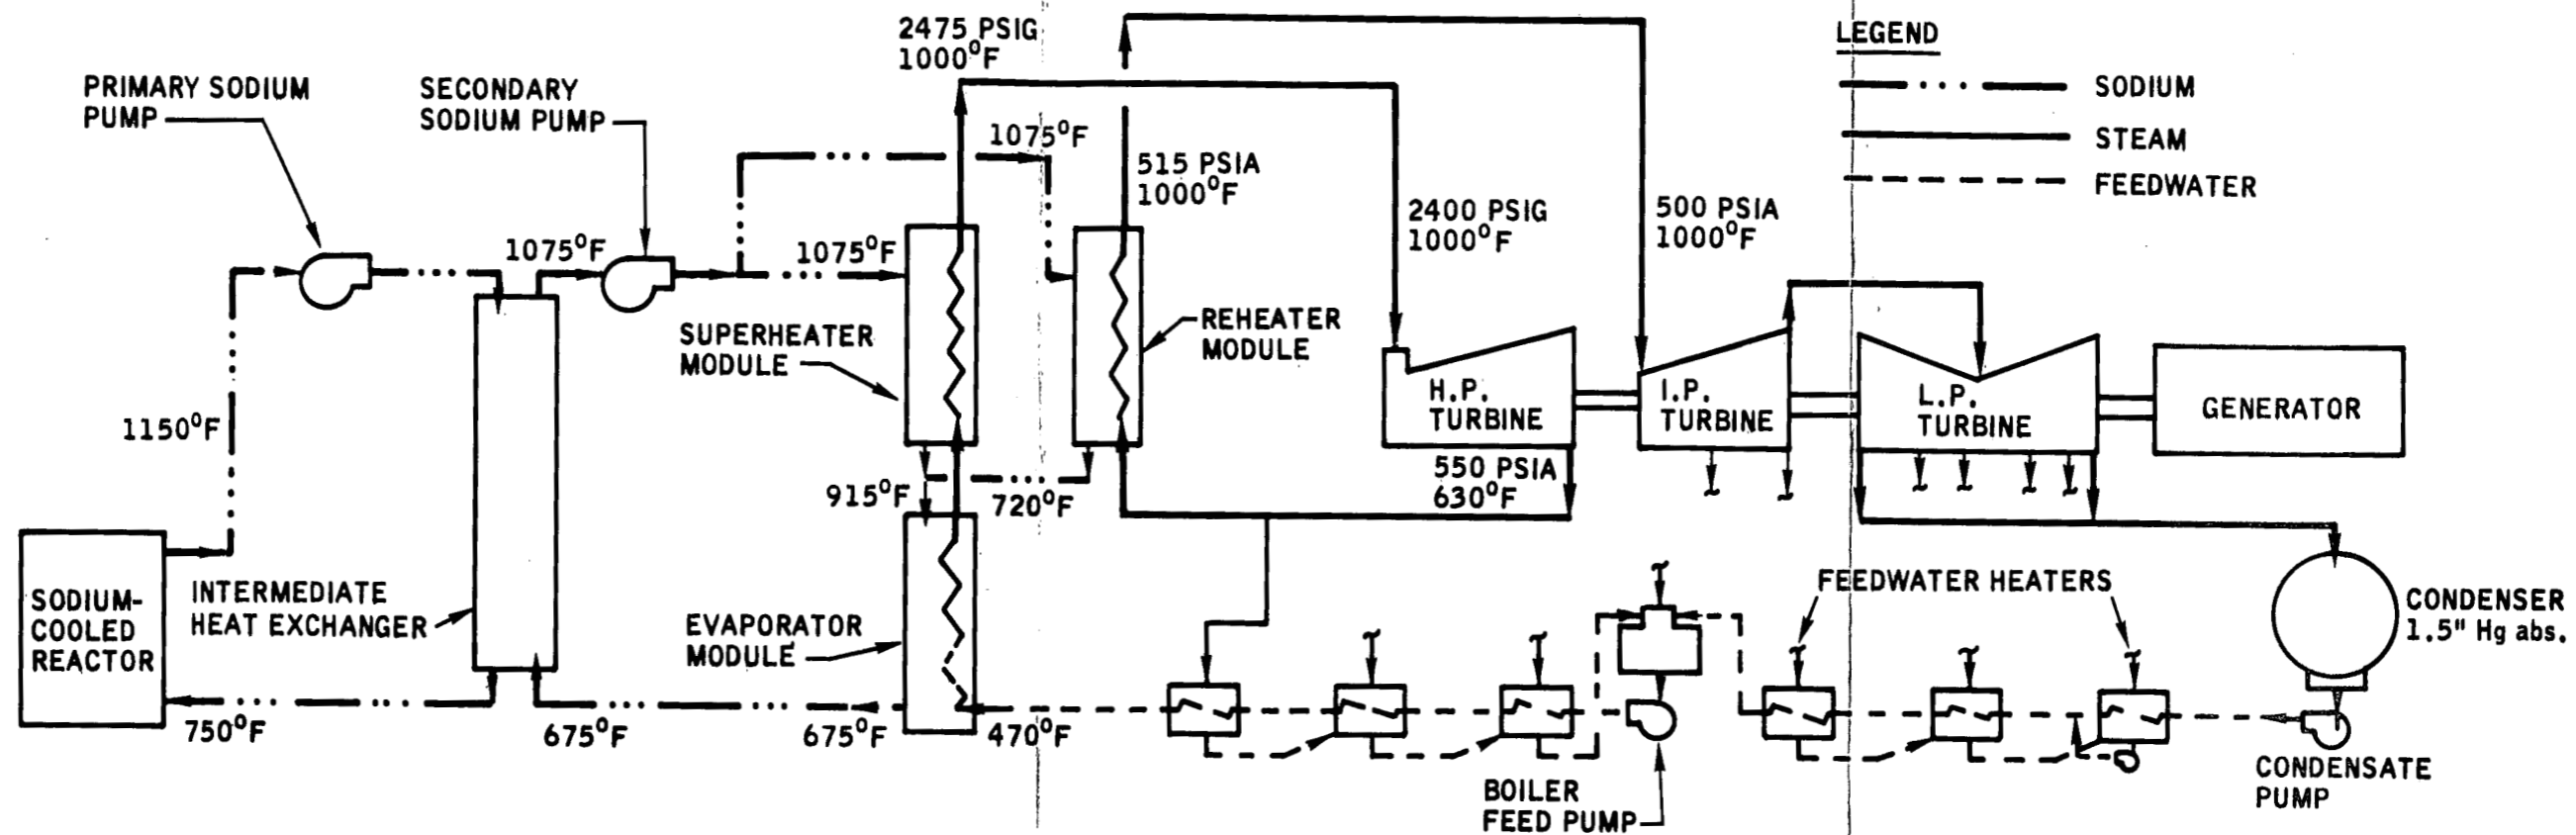 2475 PSIG
1000°F
LEGEND
SODIUM
STEAM
FEEDWATER
PRIMARY SODIUM
PUMP
SECONDARY
SODIUM PUMP
1075°F
515 PSIA
1000°F
2400 PSIG
1000°F
500 PSIA
1000°F
1075°F
1075°F
SUPERHEATER
MODULE
REHEATER
MODULE
1150°F
H.P.
TURBINE
I.P.
TURBINE
L.P.
TURBINE
GENERATOR
915°F
720°F
550 PSIA
630°F
SODIUM-
COOLED
REACTOR
INTERMEDIATE
HEAT EXCHANGER
EVAPORATOR
MODULE
FEEDWATER HEATERS
CONDENSER
1.5" Hg abs.
750°F
675°F
675°F
470°F
BOILER
FEED PUMP
CONDENSATE
PUMP